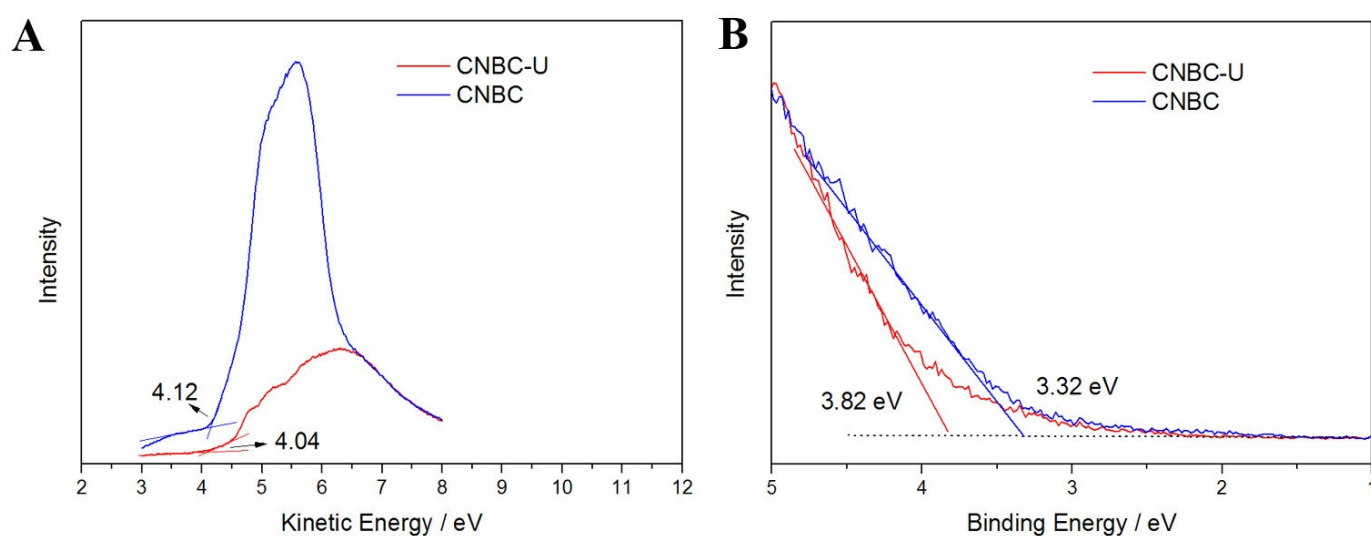 A
CNBC-U
CNBC
4.12
4.04
Intensity
2 3 4 5 6 7 8 9 10 11 12
Kinetic Energy / eV
B
CNBC-U
CNBC
3.82 eV
3.32 eV
Intensity
5 4 3 2 1
Binding Energy / eV